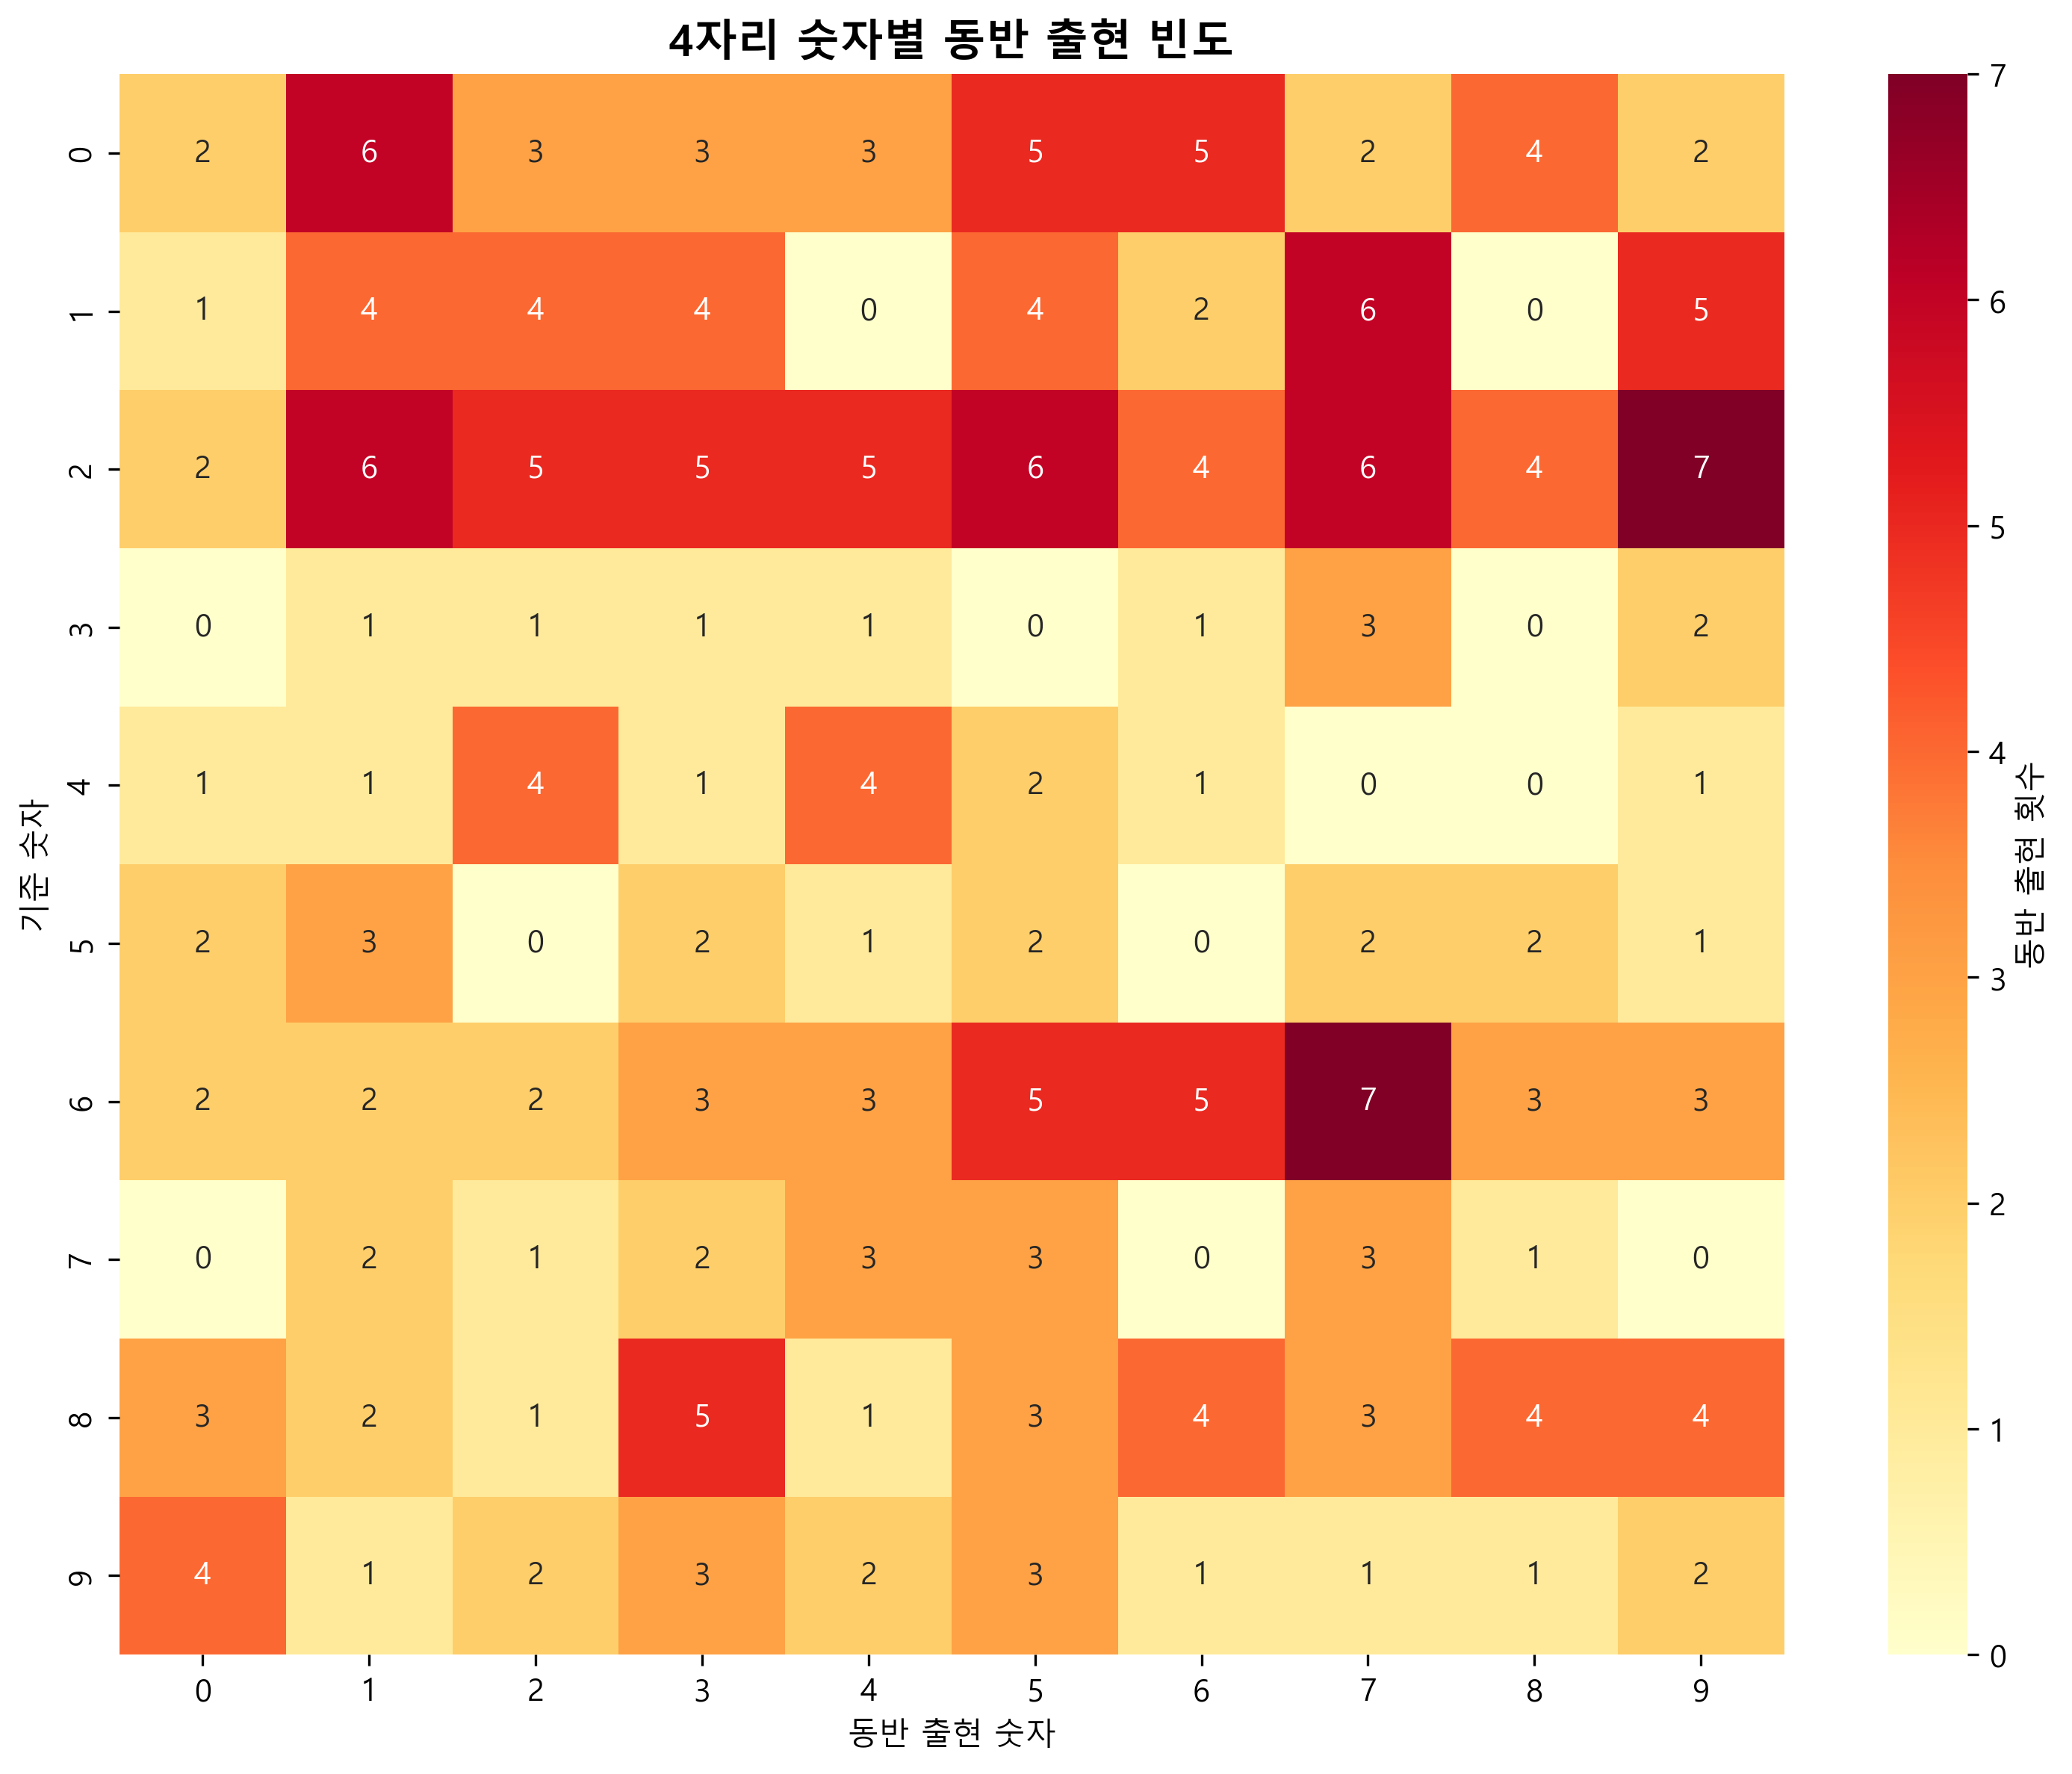 4자리 숫자별 동반 출현 빈도
기준 숫자
0 2 6 3 3 3 5 5 2 4 2
1 1 4 4 4 0 4 2 6 0 5
2 2 6 5 5 5 6 4 6 4 7
3 0 1 1 1 1 0 1 3 0 2
4 1 1 4 1 4 2 1 0 0 1
5 2 3 0 2 1 2 0 2 2 1
6 2 2 2 3 3 5 5 7 3 3
7 0 2 1 2 3 3 0 3 1 0
8 3 2 1 5 1 3 4 3 4 4
9 4 1 2 3 2 3 1 1 1 2
0 1 2 3 4 5 6 7 8 9
동반 출현 숫자
7
6
5
4
3
2
1
0
동반 출현 횟수